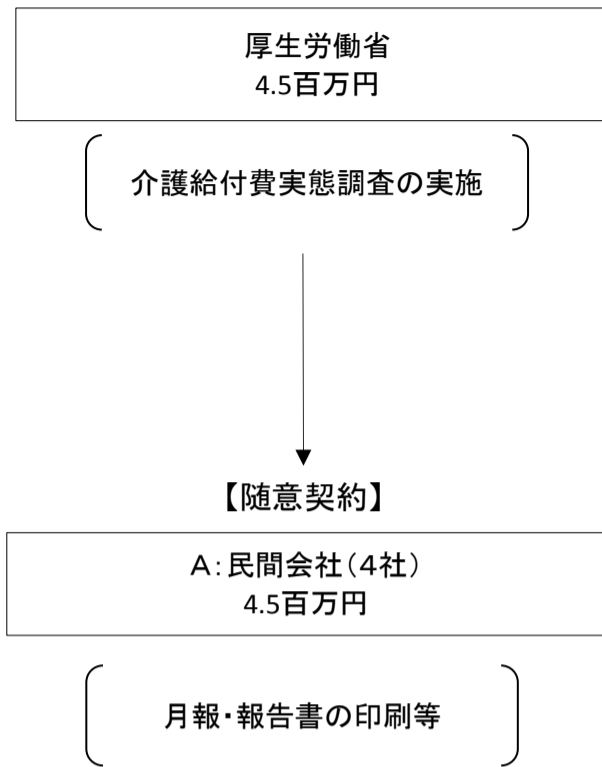 厚生労働省
4.5百万円
介護給付費実態調査の実施
【随意契約】
A:民間会社(4社)
4.5百万円
月報・報告書の印刷等